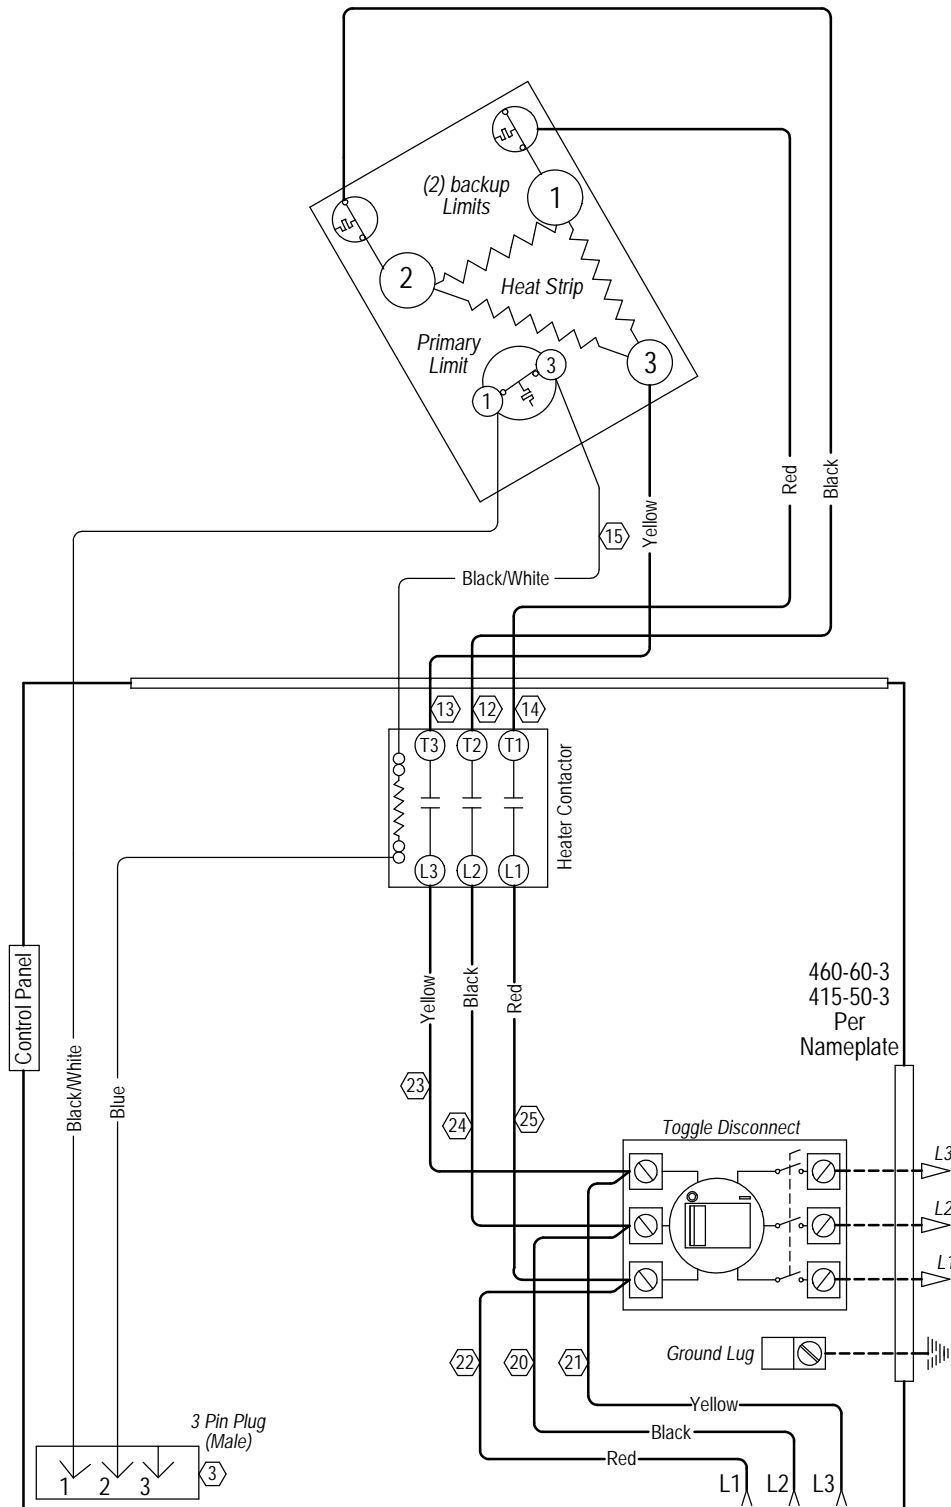 (2) backup
Limits
1
2
Heat Strip
Primary
Limit
3
3
1
Red
Black
Yellow
15
Black/White
13
12
14
T3
T2
T1
Heater Contactor
L3
L2
L1
Control Panel
Yellow
Black
Red
460-60-3
415-50-3
Per
Nameplate
Black/White
Blue
23
24
25
Toggle Disconnect
L3
L2
L1
Ground Lug
22
20
21
Yellow
Black
Red
3 Pin Plug
(Male)
1
2
3
3
L1
L2
L3